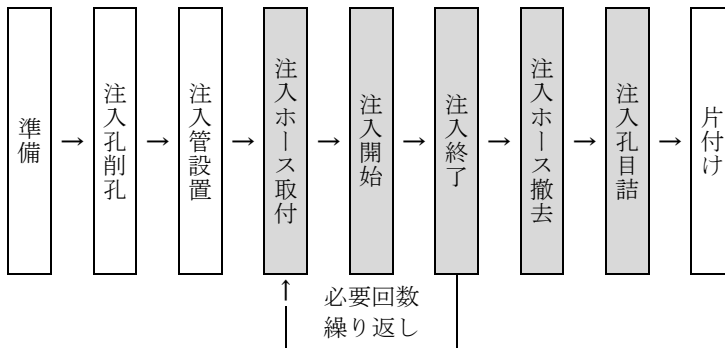 準備
→
注入孔削孔
→
注入管設置
→
注入ホース取付
→
注入開始
→
注入終了
→
注入ホース撤去
→
注入孔目詰
→
片付け
↑
必要回数
繰り返し